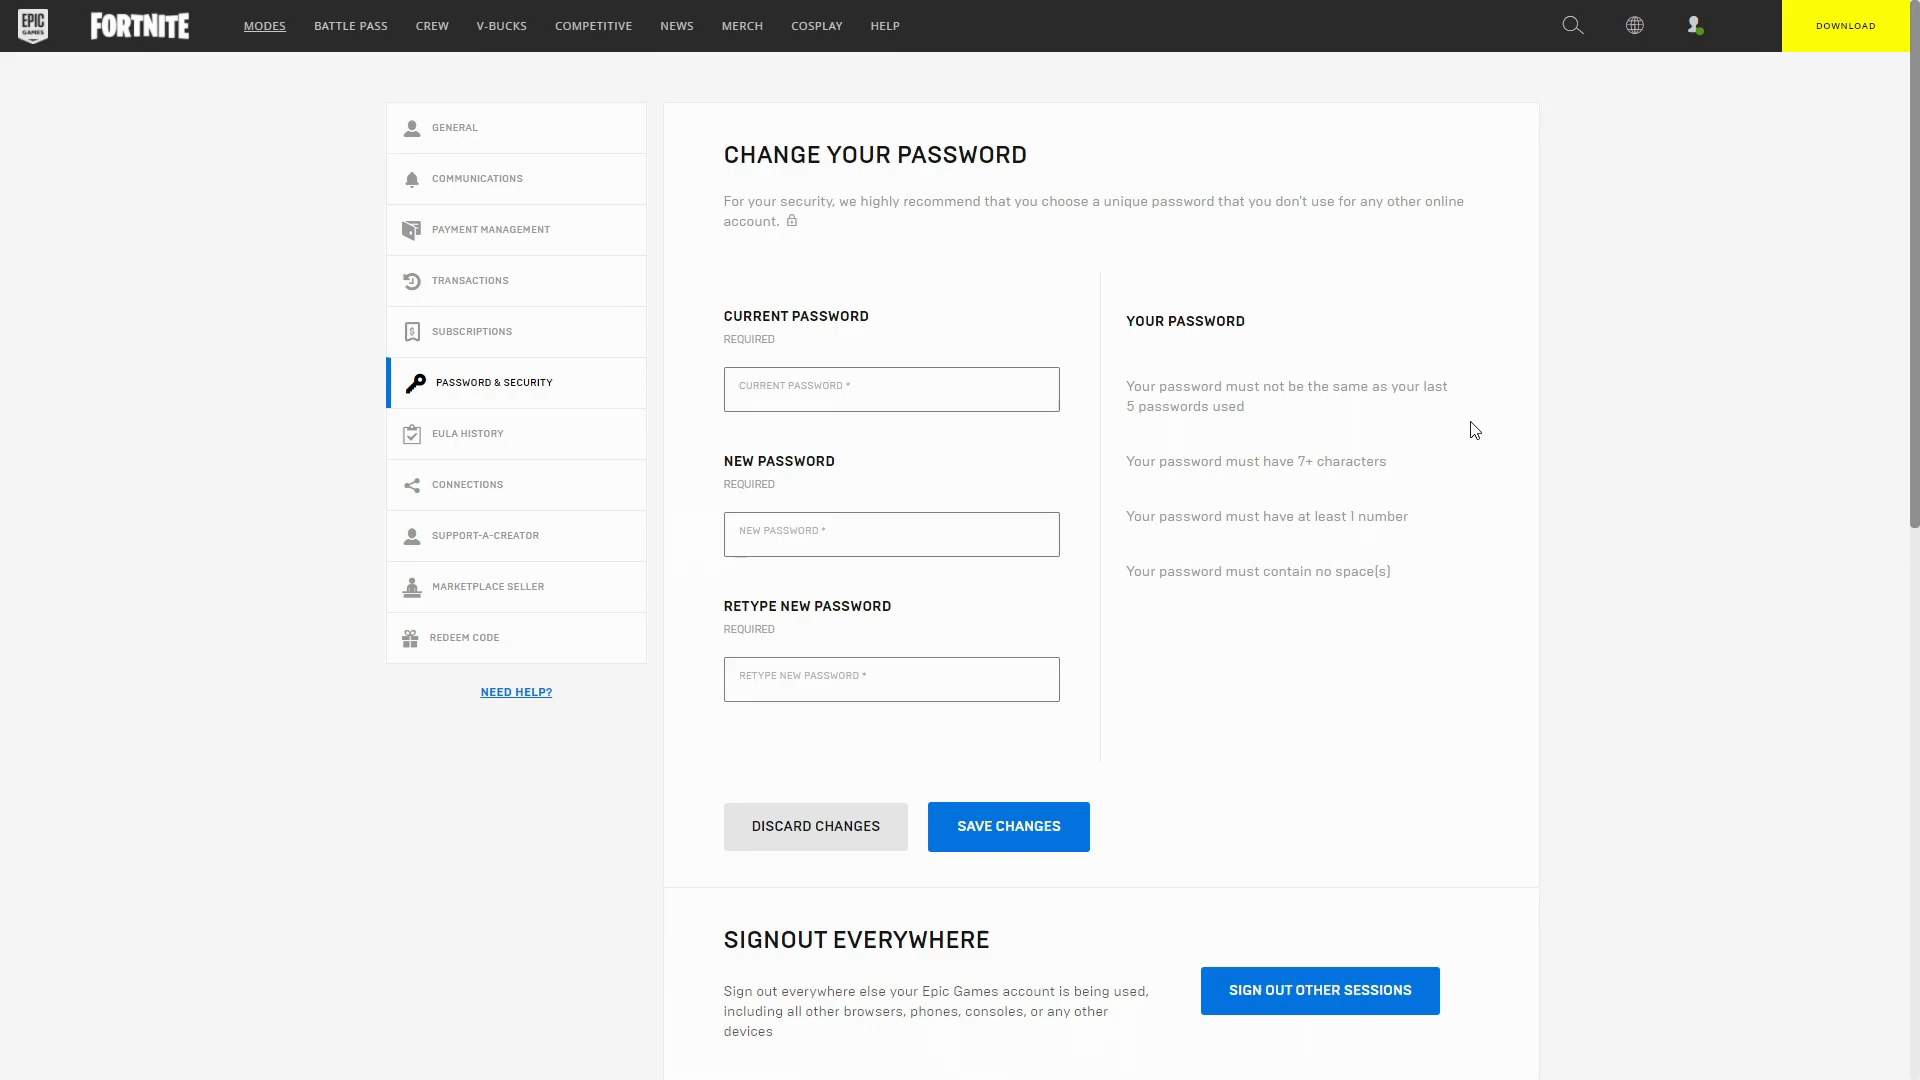 EPIC GAMES
FORTNITE
MODES
BATTLE PASS
CREW
V-BUCKS
COMPETITIVE
NEWS
MERCH
COSPLAY
HELP
DOWNLOAD
GENERAL
COMMUNICATIONS
PAYMENT MANAGEMENT
TRANSACTIONS
SUBSCRIPTIONS
PASSWORD & SECURITY
EULA HISTORY
CONNECTIONS
SUPPORT-A-CREATOR
MARKETPLACE SELLER
REDEEM CODE
NEED HELP?
CHANGE YOUR PASSWORD
For your security, we highly recommend that you choose a unique password that you don't use for any other online
account.
CURRENT PASSWORD
REQUIRED
CURRENT PASSWORD *
NEW PASSWORD
REQUIRED
NEW PASSWORD *
RETYPE NEW PASSWORD
REQUIRED
RETYPE NEW PASSWORD *
YOUR PASSWORD
Your password must not be the same as your last
5 passwords used
Your password must have 7+ characters
Your password must have at least 1 number
Your password must contain no space(s)
DISCARD CHANGES
SAVE CHANGES
SIGNOUT EVERYWHERE
Sign out everywhere else your Epic Games account is being used,
including all other browsers, phones, consoles, or any other
devices
SIGN OUT OTHER SESSIONS